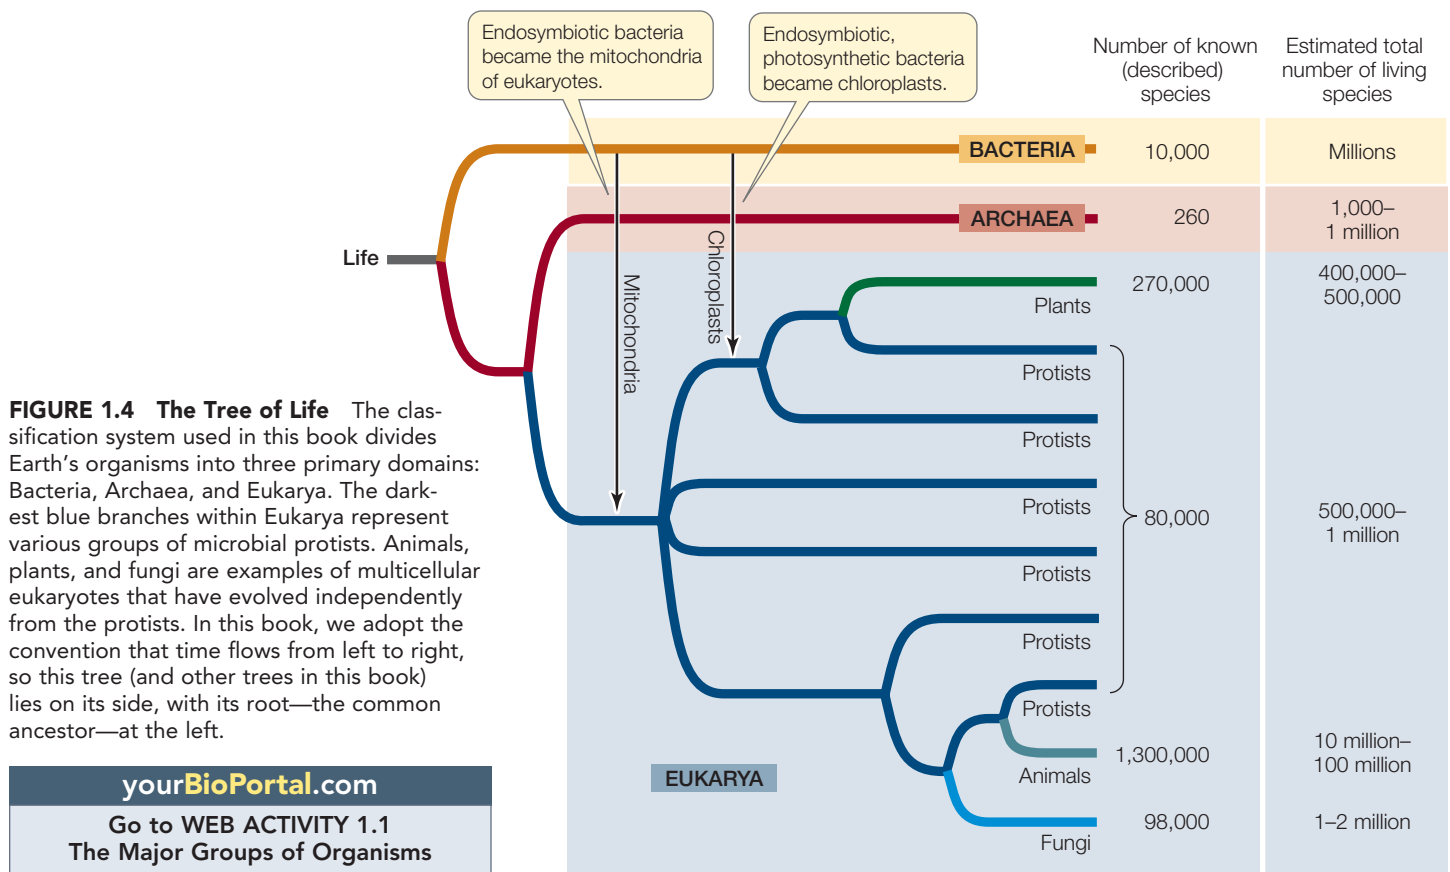 Endosymbiotic bacteria
became the mitochondria
of eukaryotes.
Endosymbiotic,
photosynthetic bacteria
became chloroplasts.
Number of known
(described)
species
Estimated total
number of living
species
BACTERIA
10,000
Millions
ARCHAEA
260
1,000–
1 million
Life
Mitochondria
Chloroplasts
Plants
270,000
400,000–
500,000
Protists
Protists
Protists
Protists
Protists
Protists
80,000
500,000–
1 million
Animals
1,300,000
10 million–
100 million
EUKARYA
Fungi
98,000
1–2 million
FIGURE 1.4 The Tree of Life The clas-
sification system used in this book divides
Earth's organisms into three primary domains:
Bacteria, Archaea, and Eukarya. The dark-
est blue branches within Eukarya represent
various groups of microbial protists. Animals,
plants, and fungi are examples of multicellular
eukaryotes that have evolved independently
from the protists. In this book, we adopt the
convention that time flows from left to right,
so this tree (and other trees in this book)
lies on its side, with its root—the common
ancestor—at the left.
yourBioPortal.com
Go to WEB ACTIVITY 1.1
The Major Groups of Organisms